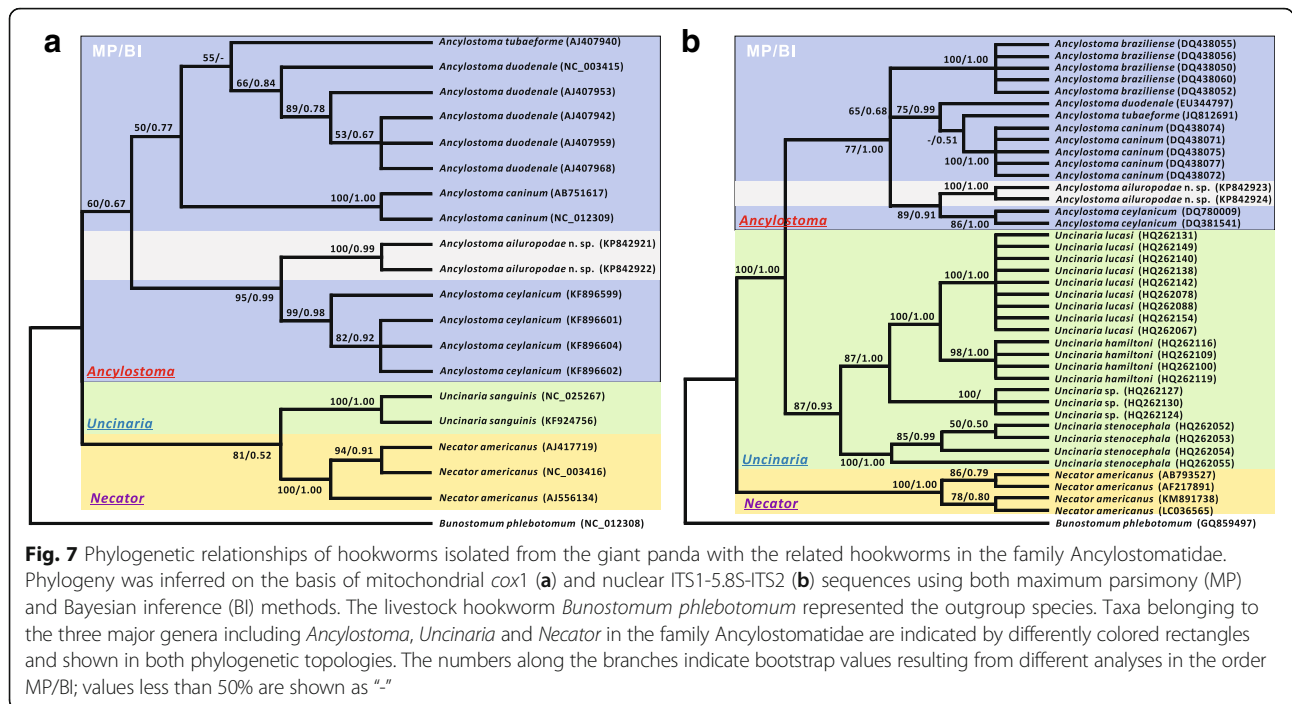 a
MP/BI
55/-
66/0.84
89/0.78
53/0.67
50/0.77
100/1.00
60/0.67
100/0.99
95/0.99
99/0.98
82/0.92
100/1.00
81/0.52
94/0.91
100/1.00
Ancylostoma tubaeforme (AJ407940)
Ancylostoma duodenale (NC_003415)
Ancylostoma duodenale (AJ407953)
Ancylostoma duodenale (AJ407942)
Ancylostoma duodenale (AJ407959)
Ancylostoma duodenale (AJ407968)
Ancylostoma caninum (AB751617)
Ancylostoma caninum (NC_012309)
Ancylostoma ailuropodae n. sp. (KP842921)
Ancylostoma ailuropodae n. sp. (KP842922)
Ancylostoma ceylanicum (KF896599)
Ancylostoma ceylanicum (KF896601)
Ancylostoma ceylanicum (KF896604)
Ancylostoma ceylanicum (KF896602)
Ancylostoma
Uncinaria sanguinis (NC_025267)
Uncinaria sanguinis (KF924756)
Uncinaria
Necator americanus (AJ417719)
Necator americanus (NC_003416)
Necator americanus (AJ556134)
Necator
Bunostomum phlebotomum (NC_012308)
b
MP/BI
100/1.00
65/0.68
75/0.99
-/0.51
77/1.00
100/1.00
100/1.00
89/0.91
86/1.00
100/1.00
100/1.00
100/1.00
87/1.00
98/1.00
100/
87/0.93
50/0.50
85/0.99
100/1.00
86/0.79
100/1.00
78/0.80
Ancylostoma braziliense (DQ438055)
Ancylostoma braziliense (DQ438056)
Ancylostoma braziliense (DQ438050)
Ancylostoma braziliense (DQ438060)
Ancylostoma braziliense (DQ438052)
Ancylostoma duodenale (EU344797)
Ancylostoma tubaeforme (JQ812691)
Ancylostoma caninum (DQ438074)
Ancylostoma caninum (DQ438071)
Ancylostoma caninum (DQ438075)
Ancylostoma caninum (DQ438077)
Ancylostoma caninum (DQ438072)
Ancylostoma ailuropodae n. sp. (KP842923)
Ancylostoma ailuropodae n. sp. (KP842924)
Ancylostoma ceylanicum (DQ780009)
Ancylostoma ceylanicum (DQ381541)
Ancylostoma
Uncinaria lucasi (HQ262131)
Uncinaria lucasi (HQ262149)
Uncinaria lucasi (HQ262140)
Uncinaria lucasi (HQ262138)
Uncinaria lucasi (HQ262142)
Uncinaria lucasi (HQ262078)
Uncinaria lucasi (HQ262088)
Uncinaria lucasi (HQ262154)
Uncinaria lucasi (HQ262067)
Uncinaria hamiltoni (HQ262116)
Uncinaria hamiltoni (HQ262109)
Uncinaria hamiltoni (HQ262100)
Uncinaria hamiltoni (HQ262119)
Uncinaria sp. (HQ262127)
Uncinaria sp. (HQ262130)
Uncinaria sp. (HQ262124)
Uncinaria stenocephala (HQ262052)
Uncinaria stenocephala (HQ262053)
Uncinaria stenocephala (HQ262054)
Uncinaria stenocephala (HQ262055)
Uncinaria
Necator americanus (AB793527)
Necator americanus (AF217891)
Necator americanus (KM891738)
Necator americanus (LC036565)
Necator
Bunostomum phlebotomum (GQ859497)
Fig. 7 Phylogenetic relationships of hookworms isolated from the giant panda with the related hookworms in the family Ancylostomatidae.
Phylogeny was inferred on the basis of mitochondrial cox1 (a) and nuclear ITS1-5.8S-ITS2 (b) sequences using both maximum parsimony (MP)
and Bayesian inference (BI) methods. The livestock hookworm Bunostomum phlebotomum represented the outgroup species. Taxa belonging to
the three major genera including Ancylostoma, Uncinaria and Necator in the family Ancylostomatidae are indicated by differently colored rectangles
and shown in both phylogenetic topologies. The numbers along the branches indicate bootstrap values resulting from different analyses in the order
MP/BI; values less than 50% are shown as “-”